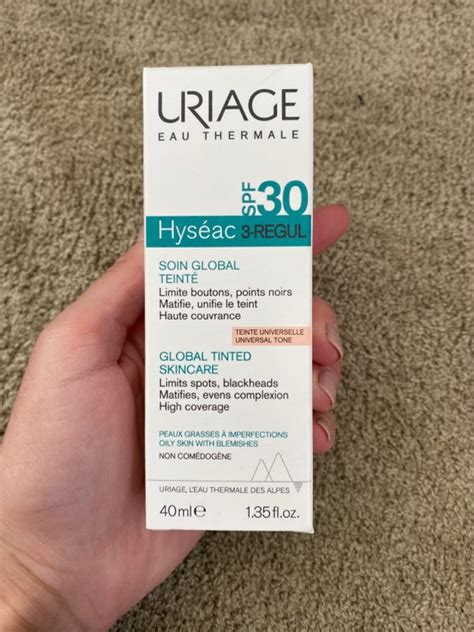 URIAGE
EAU THERMALE
SPF 30
Hyséac 3-REGUL
SOIN GLOBAL
TEINTÉ
Limite boutons, points noirs
Matifie, unifie le teint
Haute couvrance
TEINTE UNIVERSELLE
UNIVERSAL TONE
GLOBAL TINTED
SKINCARE
Limits spots, blackheads
Matifies, evens complexion
High coverage
PEAUX GRASSES À IMPERFECTIONS
OILY SKIN WITH BLEMISHES
NON COMÉDOGÈNE
URIAGE, L'EAU THERMALE DES ALPES
40 ml e 1.35 fl.oz.